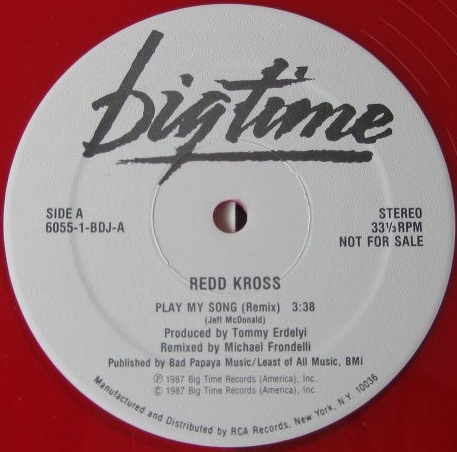 bigtime
SIDE A
6055-1-BDJ-A
STEREO
33⅓RPM
NOT FOR SALE
REDD KROSS
PLAY MY SONG (Remix) 3:38
(Jeff McDonald)
Produced by Tommy Erdelyi
Remixed by Michael Frondelli
Published by Bad Papaya Music/Least of All Music, BMI
℗ 1987 Big Time Records (America), Inc.
© 1987 Big Time Records (America), Inc.
Manufactured and Distributed by RCA Records, New York, N.Y. 10036